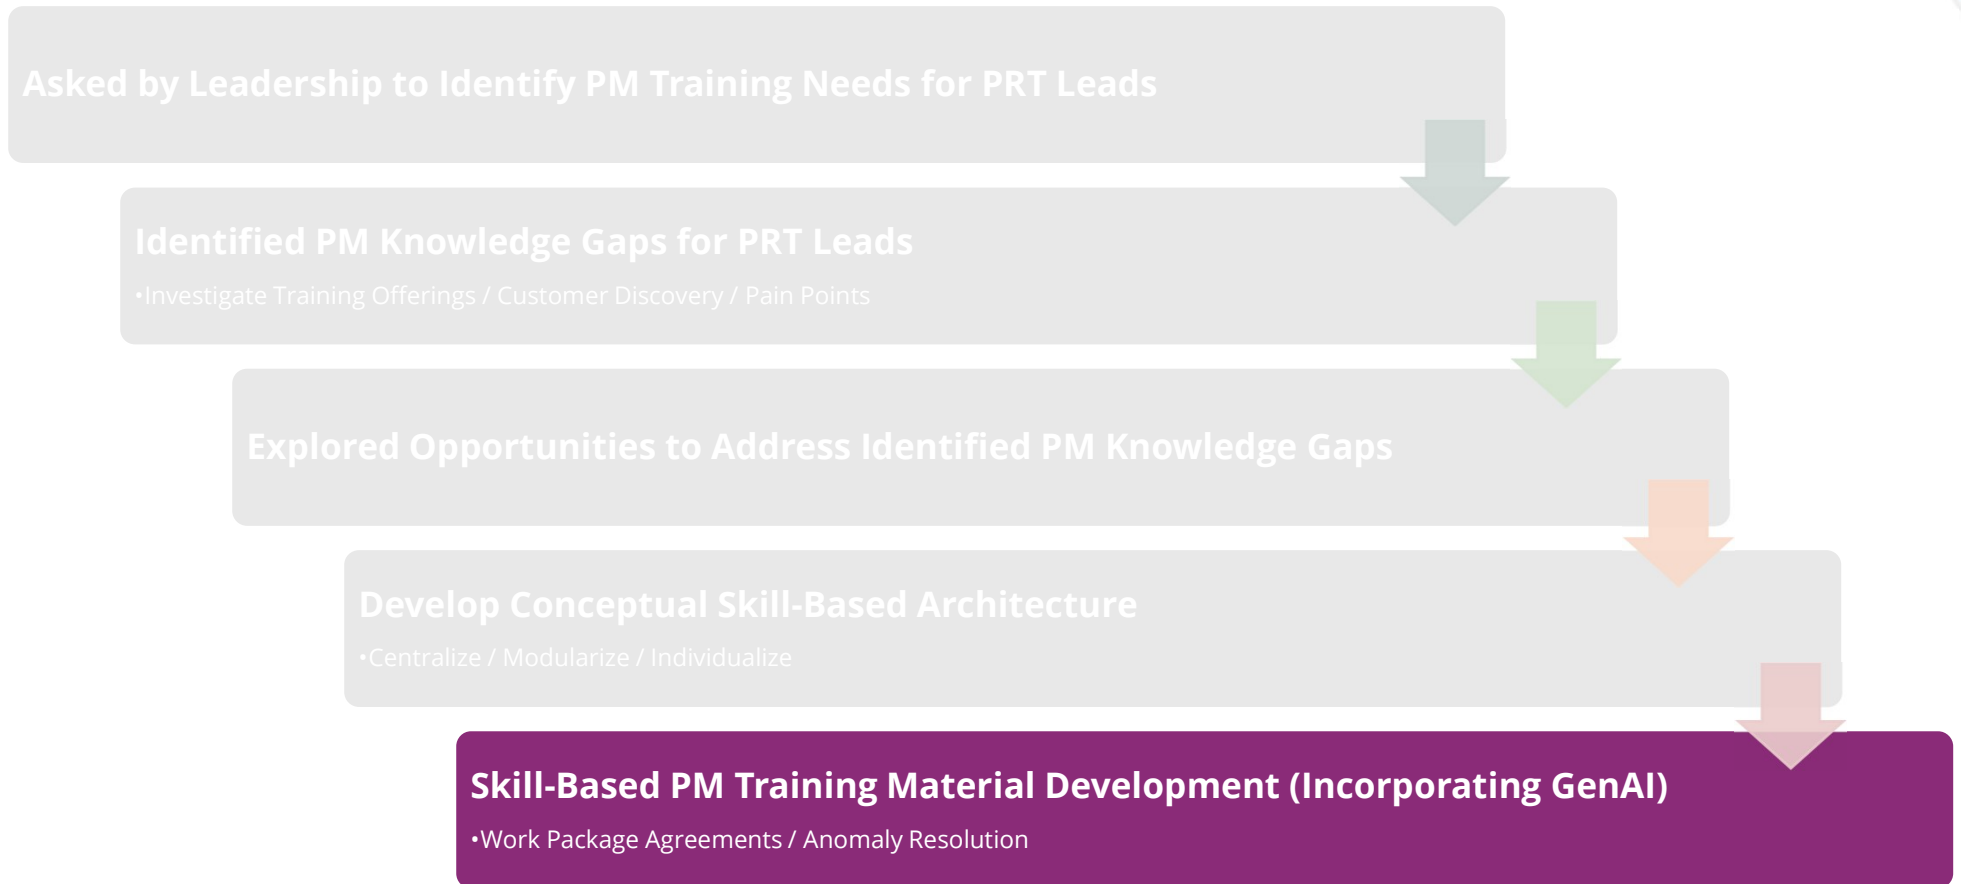 Asked by Leadership to Identify PM Training Needs for PRT Leads
Identified PM Knowledge Gaps for PRT Leads
•Investigate Training Offerings / Customer Discovery / Pain Points
Explored Opportunities to Address Identified PM Knowledge Gaps
Develop Conceptual Skill-Based Architecture
•Centralize / Modularize / Individualize
Skill-Based PM Training Material Development (Incorporating GenAI)
•Work Package Agreements / Anomaly Resolution